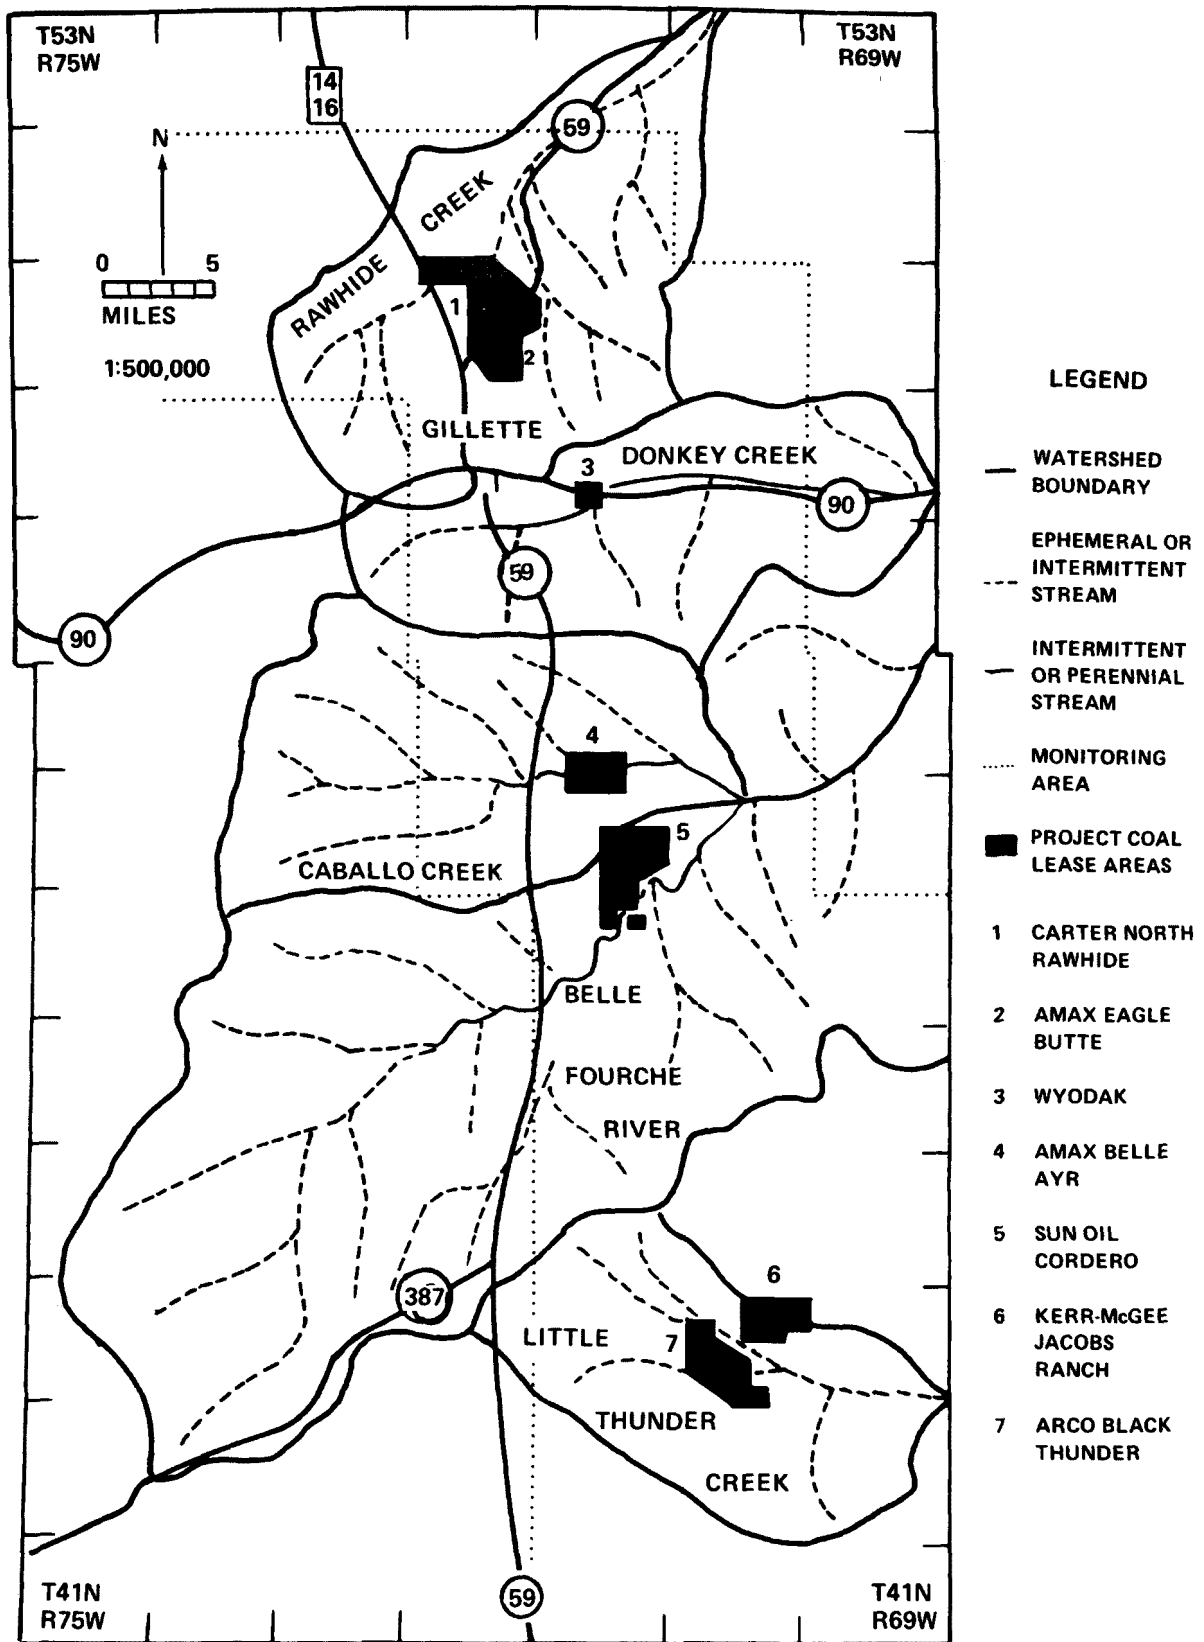 T53N
R75W
T53N
R69W
14
16
59
N
CREEK
RAWHIDE
0 5
MILES
1:500,000
1
2
GILLETTE
DONKEY CREEK
3
90
59
90
4
5
CABALLO CREEK
BELLE
FOURCHE
RIVER
387
6
LITTLE
7
THUNDER
CREEK
59
T41N
R75W
T41N
R69W
LEGEND
WATERSHED
BOUNDARY
EPHEMERAL OR
INTERMITTENT
STREAM
INTERMITTENT
OR PERENNIAL
STREAM
MONITORING
AREA
PROJECT COAL
LEASE AREAS
1 CARTER NORTH
RAWHIDE
2 AMAX EAGLE
BUTTE
3 WYODAK
4 AMAX BELLE
AYR
5 SUN OIL
CORDERO
6 KERR-McGEE
JACOBS
RANCH
7 ARCO BLACK
THUNDER